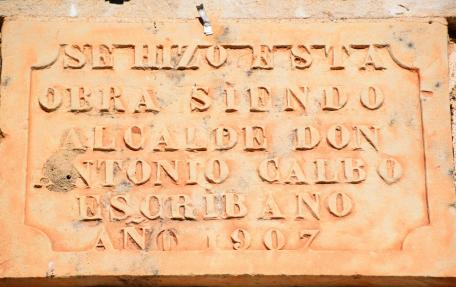 SE HIZO ESTA
OBRA SIENDO
ALCALDE DON
ANTONIO CALBO
ESCRIBANO
AÑO 1907